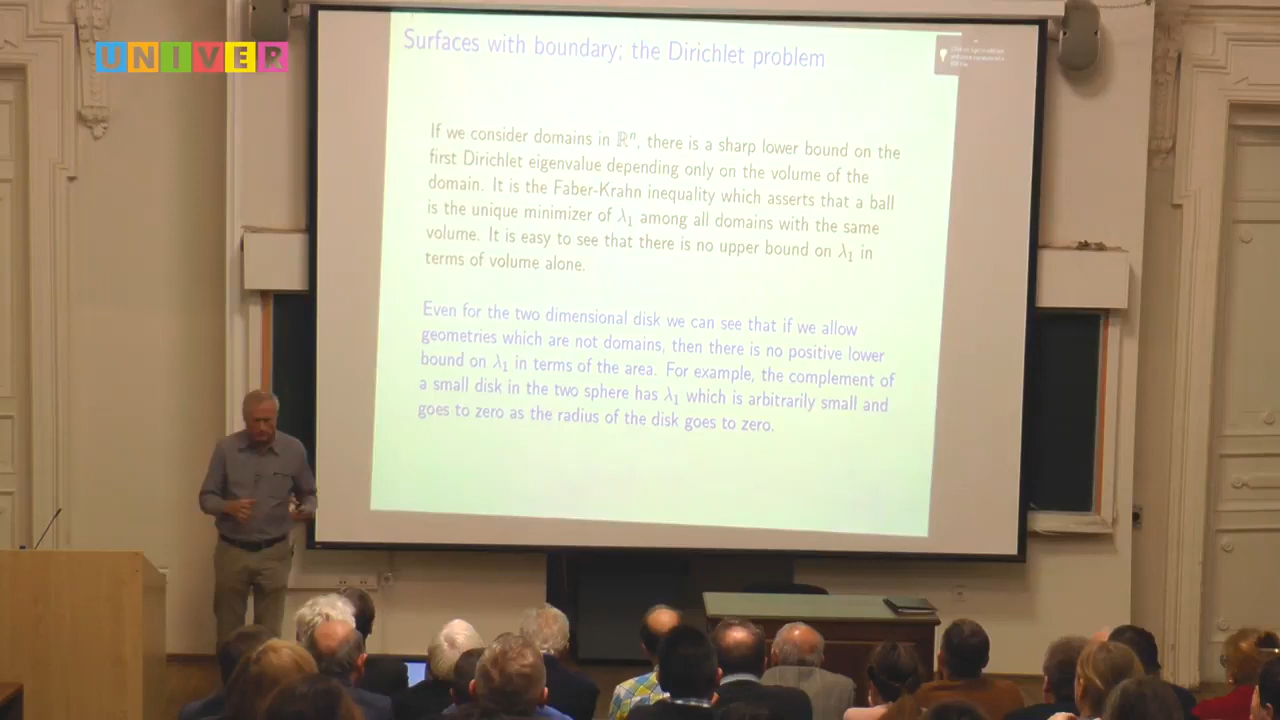 UNIVER
Surfaces with boundary; the Dirichlet problem
If we consider domains in ℝⁿ, there is a sharp lower bound on the
first Dirichlet eigenvalue depending only on the volume of the
domain. It is the Faber-Krahn inequality which asserts that a ball
is the unique minimizer of λ₁ among all domains with the same
volume. It is easy to see that there is no upper bound on λ₁ in
terms of volume alone.
Even for the two dimensional disk we can see that if we allow
geometries which are not domains, then there is no positive lower
bound on λ₁ in terms of the area. For example, the complement of
a small disk in the two sphere has λ₁ which is arbitrarily small and
goes to zero as the radius of the disk goes to zero.